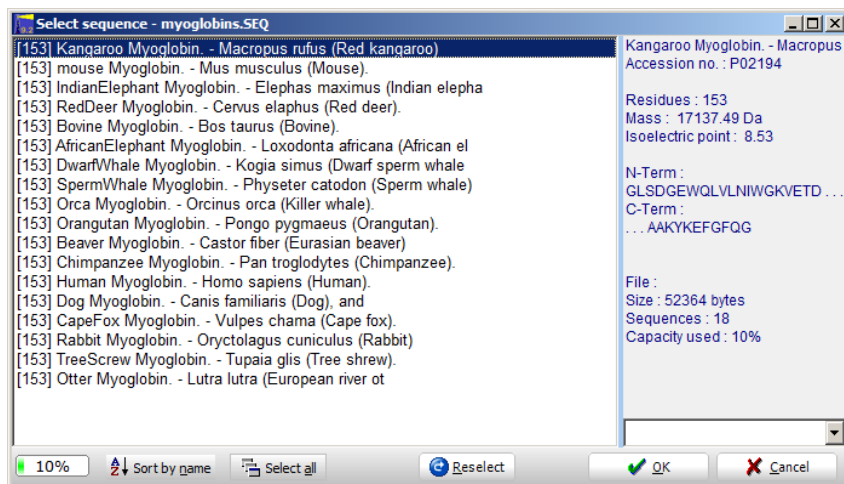 9.2 Select sequence - myoglobins.SEQ
[153] Kangaroo Myoglobin. - Macropus rufus (Red kangaroo)
[153] mouse Myoglobin. - Mus musculus (Mouse).
[153] IndianElephant Myoglobin. - Elephas maximus (Indian elepha
[153] RedDeer Myoglobin. - Cervus elaphus (Red deer).
[153] Bovine Myoglobin. - Bos taurus (Bovine).
[153] AfricanElephant Myoglobin. - Loxodonta africana (African el
[153] DwarfWhale Myoglobin. - Kogia simus (Dwarf sperm whale
[153] SpermWhale Myoglobin. - Physeter catodon (Sperm whale)
[153] Orca Myoglobin. - Orcinus orca (Killer whale).
[153] Orangutan Myoglobin. - Pongo pygmaeus (Orangutan).
[153] Beaver Myoglobin. - Castor fiber (Eurasian beaver)
[153] Chimpanzee Myoglobin. - Pan troglodytes (Chimpanzee).
[153] Human Myoglobin. - Homo sapiens (Human).
[153] Dog Myoglobin. - Canis familiaris (Dog), and
[153] CapeFox Myoglobin. - Vulpes chama (Cape fox).
[153] Rabbit Myoglobin. - Oryctolagus cuniculus (Rabbit)
[153] TreeScrew Myoglobin. - Tupaia glis (Tree shrew).
[153] Otter Myoglobin. - Lutra lutra (European river ot
Kangaroo Myoglobin. - Macropus
Accession no. : P02194
Residues : 153
Mass : 17137.49 Da
Isoelectric point : 8.53
N-Term :
GLSDGEWQLVLNIWGKVETD . . .
C-Term :
. . . AAKYKEFGFQG
File :
Size : 52364 bytes
Sequences : 18
Capacity used : 10%
10%
A Z Sort by name
Select all
Reselect
OK
Cancel